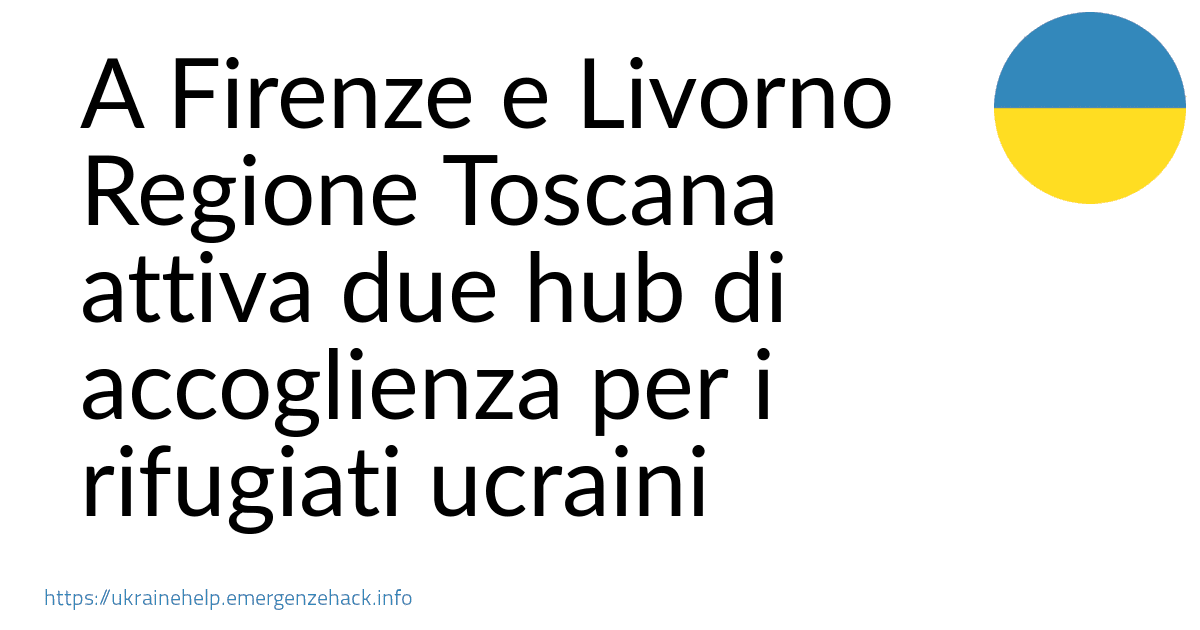 A Firenze e Livorno
Regione Toscana
attiva due hub di
accoglienza per i
rifugiati ucraini
https://ukrainehelp.emergenzehack.info